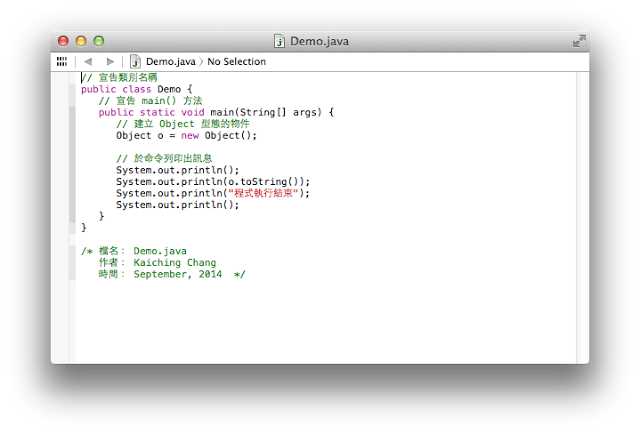 Demo.java
Demo.java 〉 No Selection
// 宣告類別名稱
public class Demo {
   // 宣告 main() 方法
   public static void main(String[] args) {
      // 建立 Object 型態的物件
      Object o = new Object();

      // 於命令列印出訊息
      System.out.println();
      System.out.println(o.toString());
      System.out.println("程式執行結束");
      System.out.println();
   }
}

/* 檔名： Demo.java
   作者： Kaiching Chang
   時間： September, 2014  */